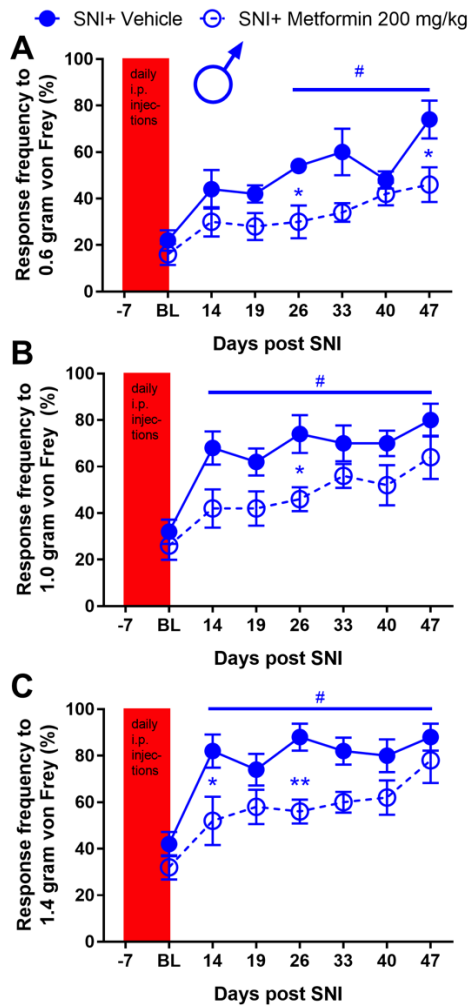 SNI+ Vehicle SNI+ Metformin 200 mg/kg
A
Response frequency to
0.6 gram von Frey (%)
100
80
60
40
20
0
daily
i.p.
injec-
tions
#
*
*
-7 BL 14 19 26 33 40 47
Days post SNI
B
Response frequency to
1.0 gram von Frey (%)
100
80
60
40
20
0
daily
i.p.
injec-
tions
#
*
-7 BL 14 19 26 33 40 47
Days post SNI
C
Response frequency to
1.4 gram von Frey (%)
100
80
60
40
20
0
daily
i.p.
injec-
tions
#
*
**
-7 BL 14 19 26 33 40 47
Days post SNI